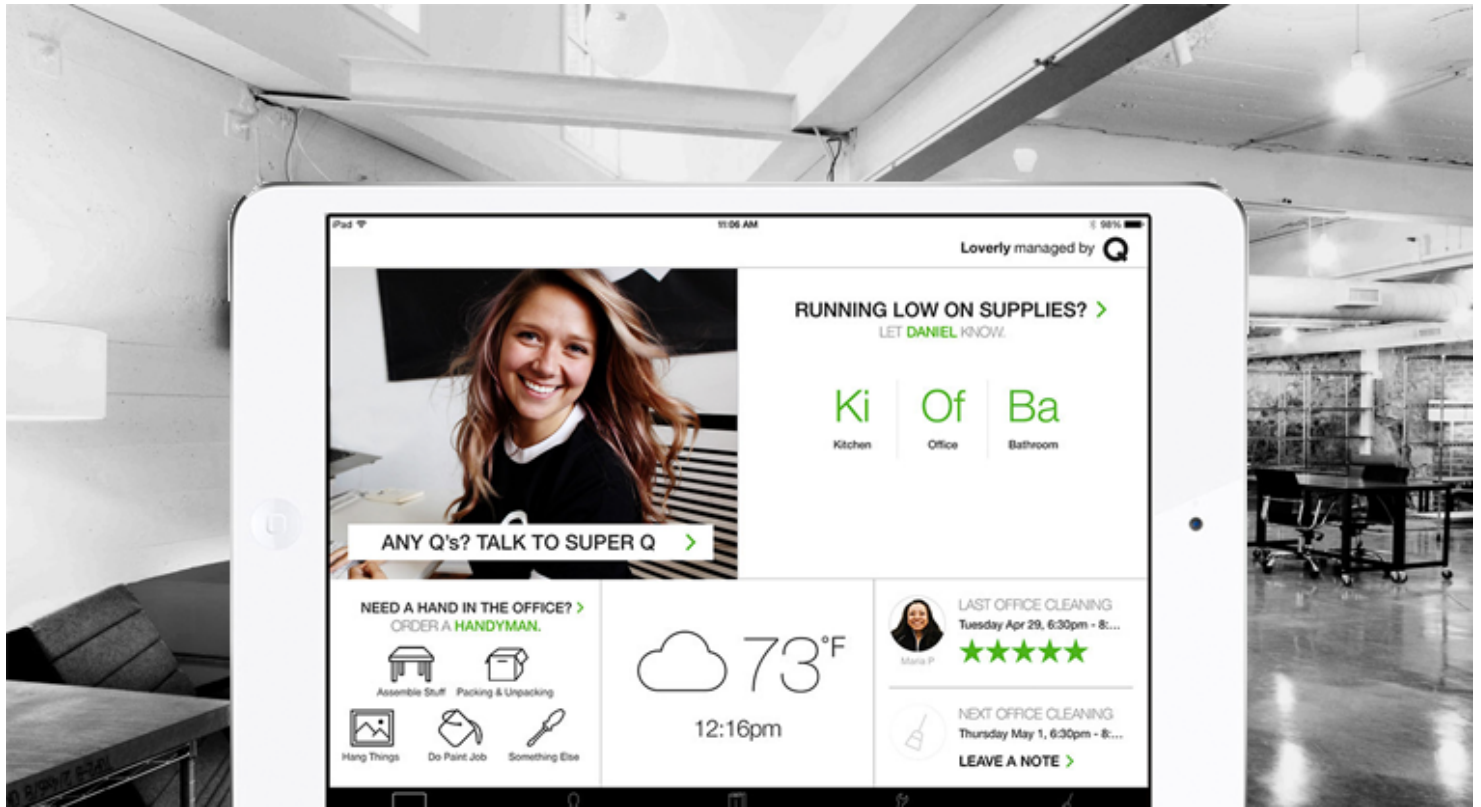 iPad
11:06 AM
98%
Loverly managed by Q
RUNNING LOW ON SUPPLIES? >
LET DANIEL KNOW.
Ki
Of
Ba
Kitchen
Office
Bathroom
ANY Q's? TALK TO SUPER Q >
NEED A HAND IN THE OFFICE? >
ORDER A HANDYMAN.
Assemble Stuff
Packing & Unpacking
Hang Things
Do Paint Job
Something Else
73°F
12:16pm
LAST OFFICE CLEANING
Tuesday Apr 29, 6:30pm - 8:...
Maria P
NEXT OFFICE CLEANING
Thursday May 1, 6:30pm - 8:...
LEAVE A NOTE >